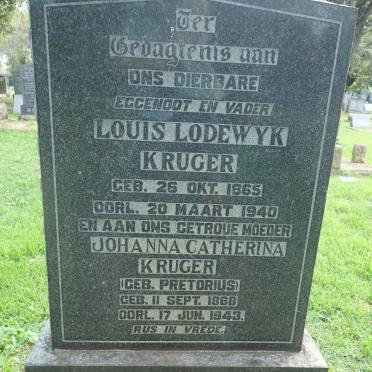 Ter
Gedagtenis aan
ONS DIERBARE
EGGENOOT EN VADER
LOUIS LODEWYK
KRUGER
GEB. 26 OKT. 1865
OORL. 20 MAART 1940
EN AAN ONS GETROUE MOEDER
JOHANNA CATHERINA
KRUGER
(GEB. PRETORIUS)
GEB. 11 SEPT. 1868
OORL. 17 JUN. 1943.
RUS IN VREDE.